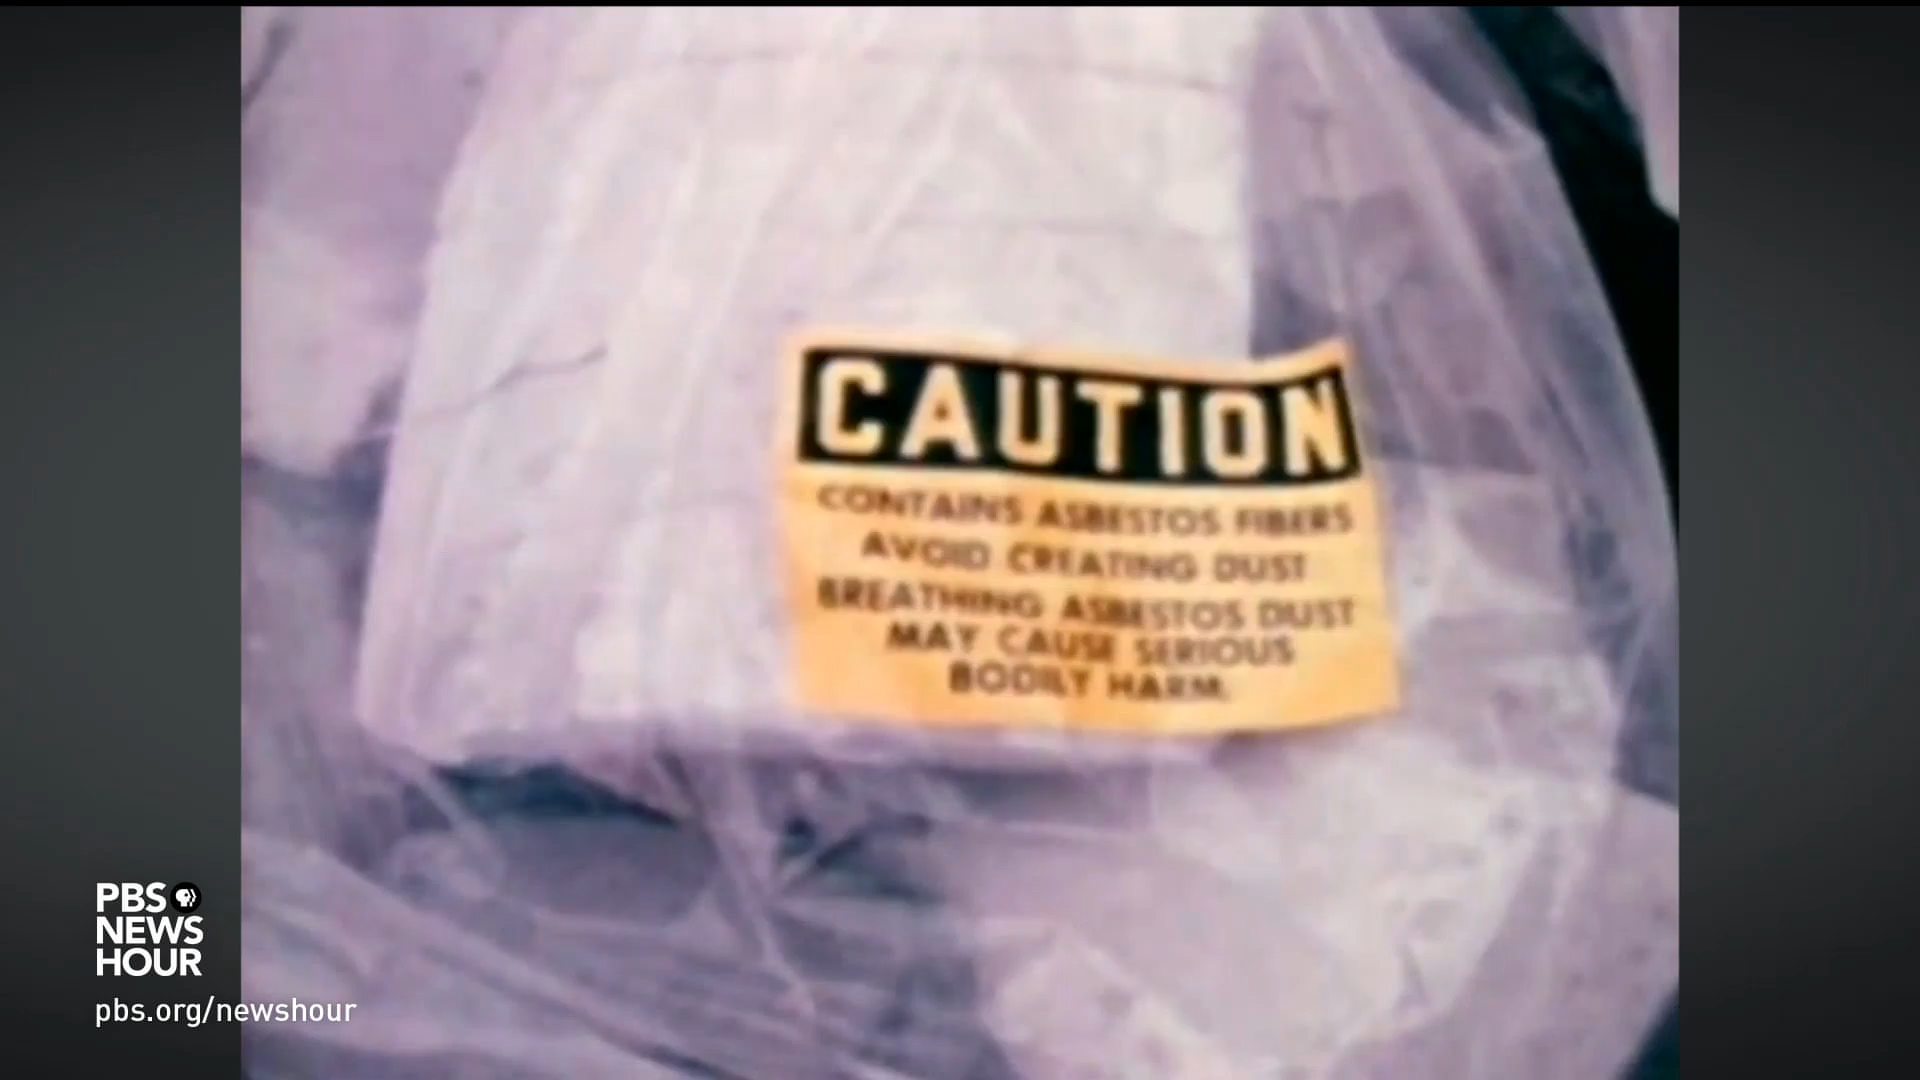 CAUTION
CONTAINS ASBESTOS FIBERS
AVOID CREATING DUST
BREATHING ASBESTOS DUST
MAY CAUSE SERIOUS
BODILY HARM.
PBS
NEWS
HOUR
pbs.org/newshour